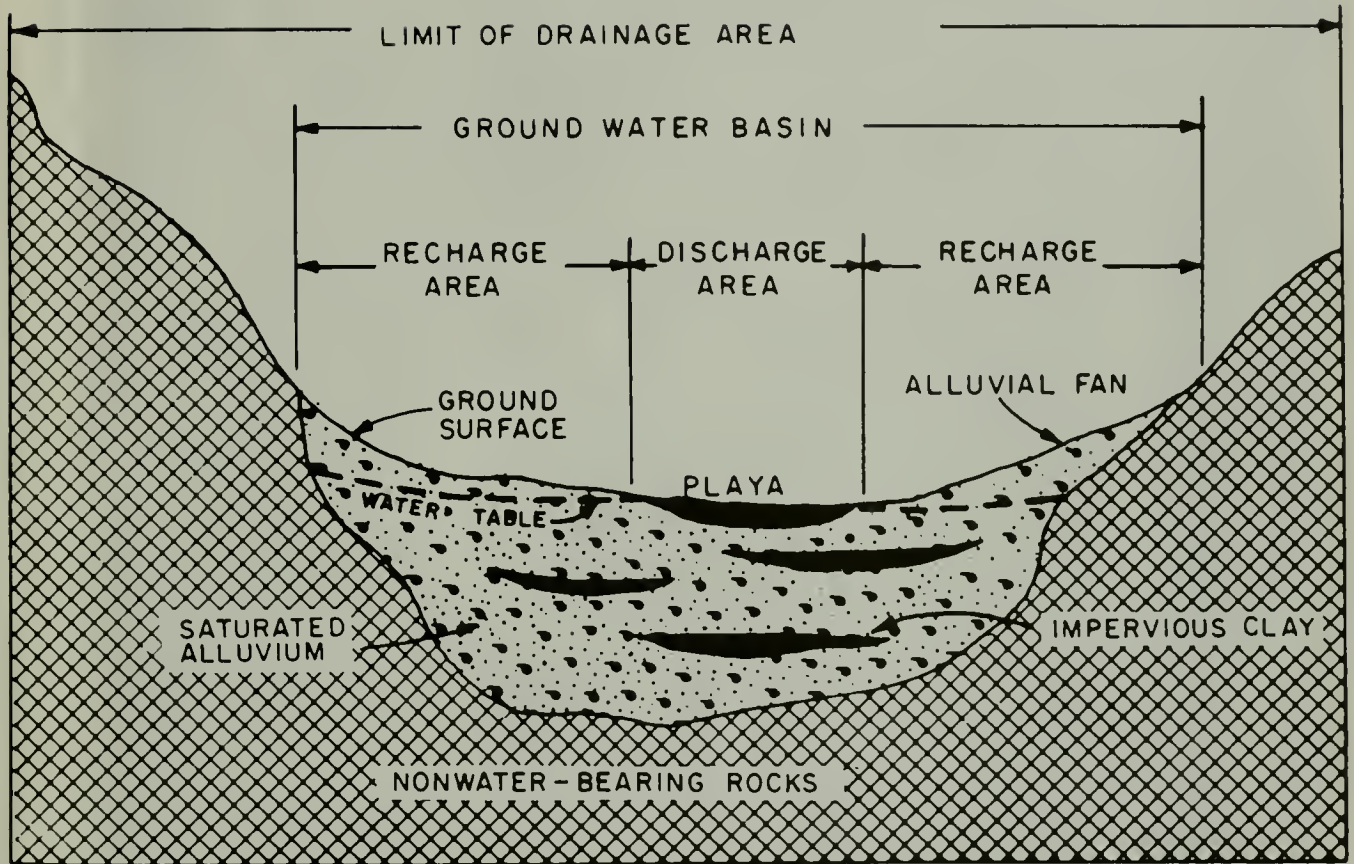 LIMIT OF DRAINAGE AREA
GROUND WATER BASIN
RECHARGE
AREA
DISCHARGE
AREA
RECHARGE
AREA
GROUND
SURFACE
ALLUVIAL FAN
PLAYA
WATER TABLE
SATURATED
ALLUVIUM
IMPERVIOUS CLAY
NONWATER-BEARING ROCKS